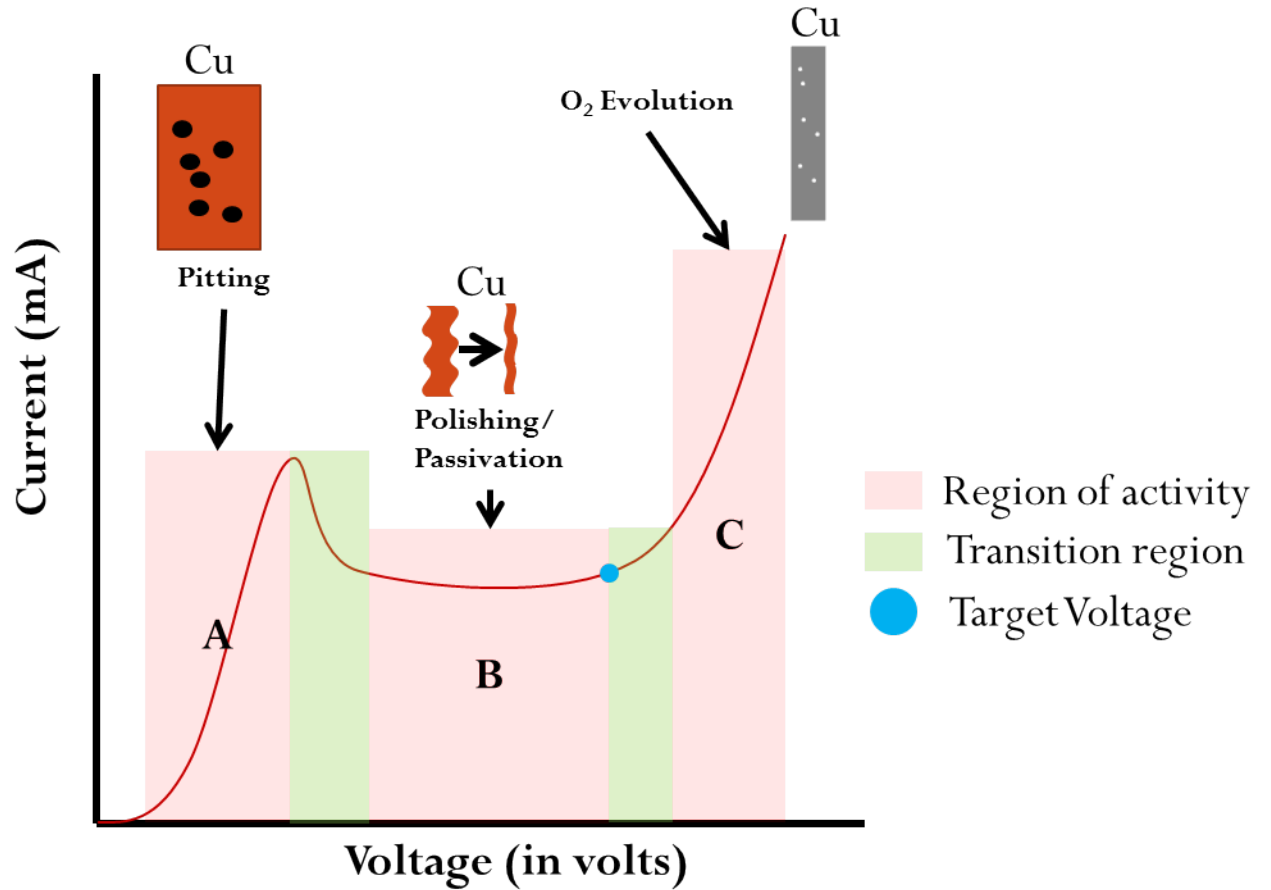 Cu
Cu
O₂ Evolution
Pitting
Cu
Polishing/
Passivation
Current (mA)
A
B
C
Region of activity
Transition region
Target Voltage
Voltage (in volts)